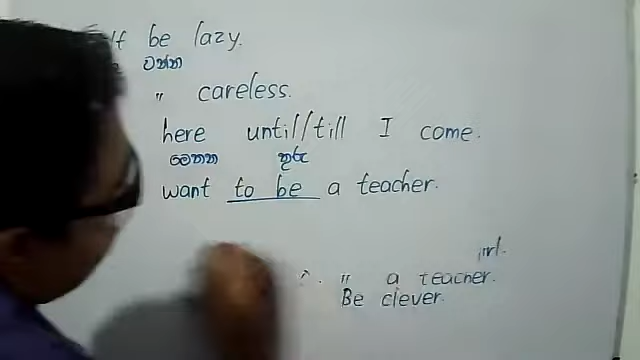 be lazy.
වන්න
" careless.
here until/till I come.
මෙතන තුරු
want to be a teacher.
" a teacher.
Be clever.